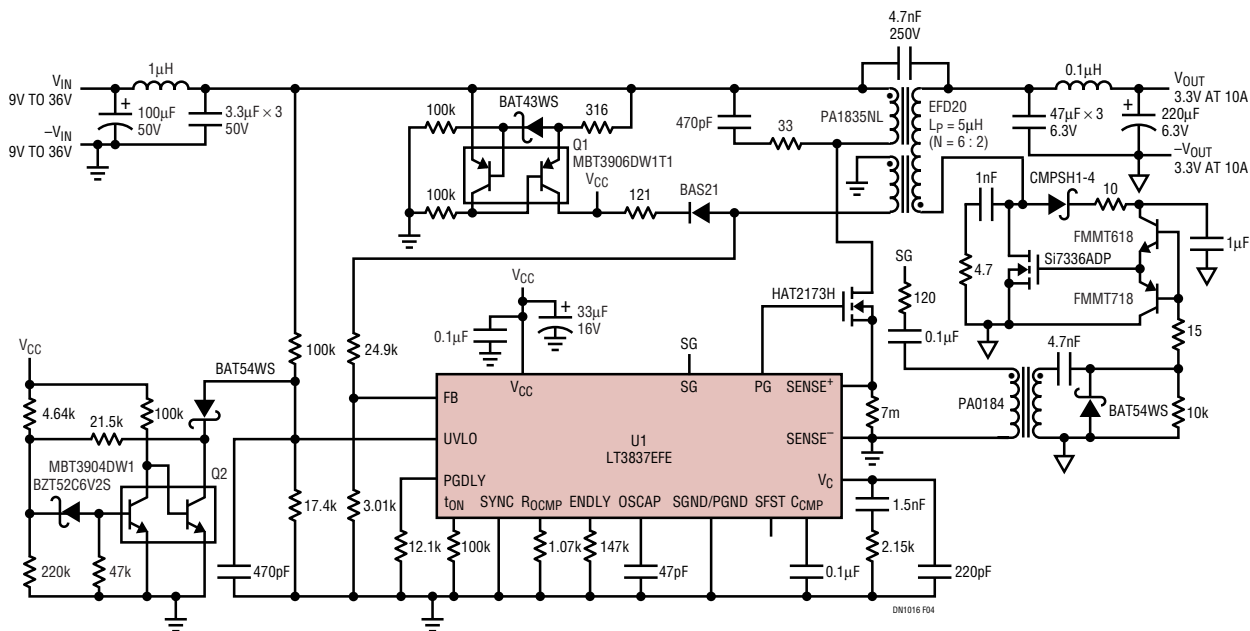 4.7nF
250V
V_IN
9V TO 36V
1µH
+
100µF
50V
3.3µF × 3
50V
−V_IN
9V TO 36V
100k
BAT43WS
316
Q1
MBT3906DW1T1
V_CC
100k
121
BAS21
470pF
33
PA1835NL
EFD20
L_P = 5µH
(N = 6 : 2)
0.1µH
V_OUT
3.3V AT 10A
47µF × 3
6.3V
+
220µF
6.3V
−V_OUT
3.3V AT 10A
1nF
CMPSH1-4
10
FMMT618
1µF
4.7
Si7336ADP
FMMT718
15
SG
120
0.1µF
HAT2173H
4.7nF
PA0184
BAT54WS
10k
V_CC
0.1µF
+
33µF
16V
SG
100k
24.9k
V_CC
BAT54WS
4.64k
21.5k
100k
MBT3904DW1
BZT52C6V2S
Q2
220k
47k
470pF
17.4k
3.01k
V_CC
SG
PG
SENSE+
FB
UVLO
U1
LT3837EFE
SENSE−
7m
PGDLY
V_C
t_ON
SYNC
R_OCMP
ENDLY
OSCAP
SGND/PGND
SFST
C_CMP
12.1k
100k
1.07k
147k
47pF
0.1µF
1.5nF
2.15k
220pF
DN1016 F04